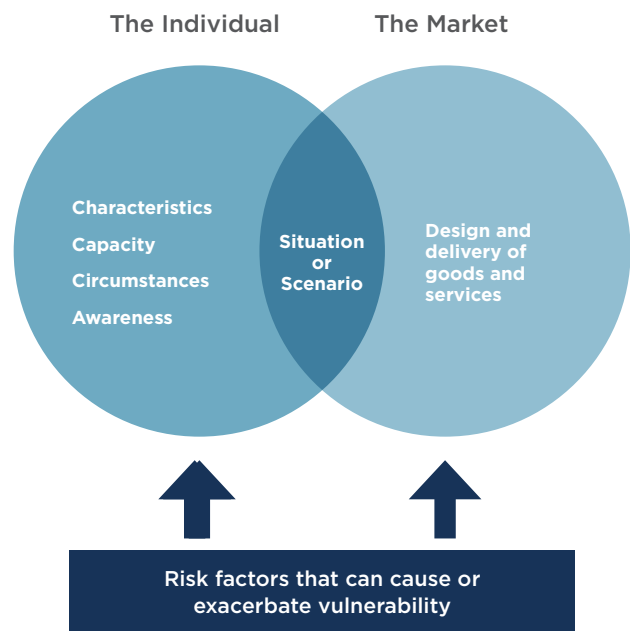 The Individual
The Market
Characteristics
Capacity
Circumstances
Awareness
Situation
or
Scenario
Design and
delivery of
goods and
services
Risk factors that can cause or
exacerbate vulnerability